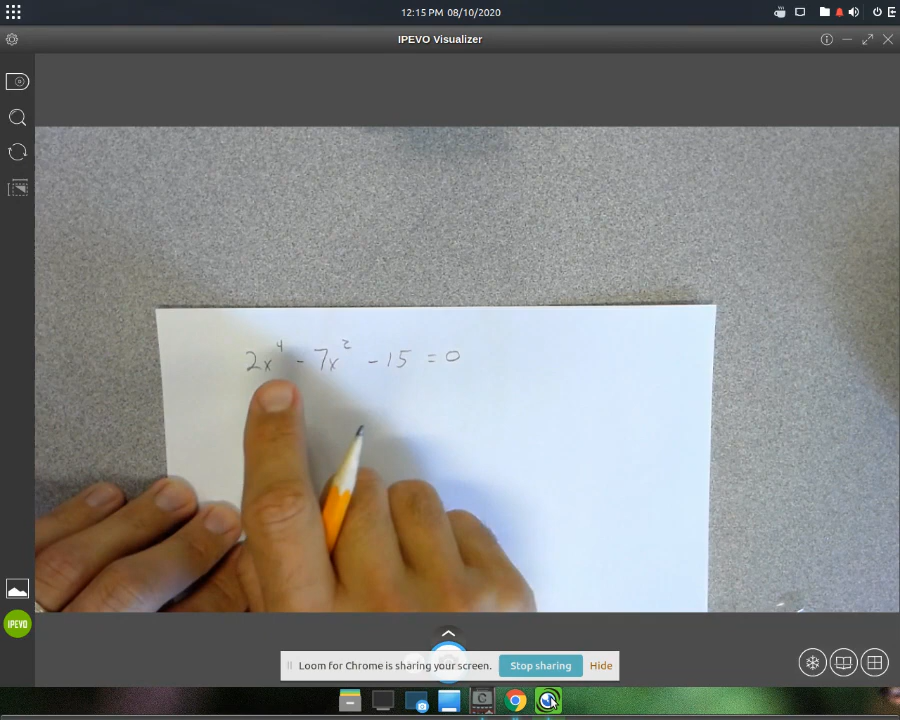 12:15 PM 08/10/2020
IPEVO Visualizer
2x⁴ - 7x² - 15 = 0
IPEVO
Loom for Chrome is sharing your screen. Stop sharing Hide